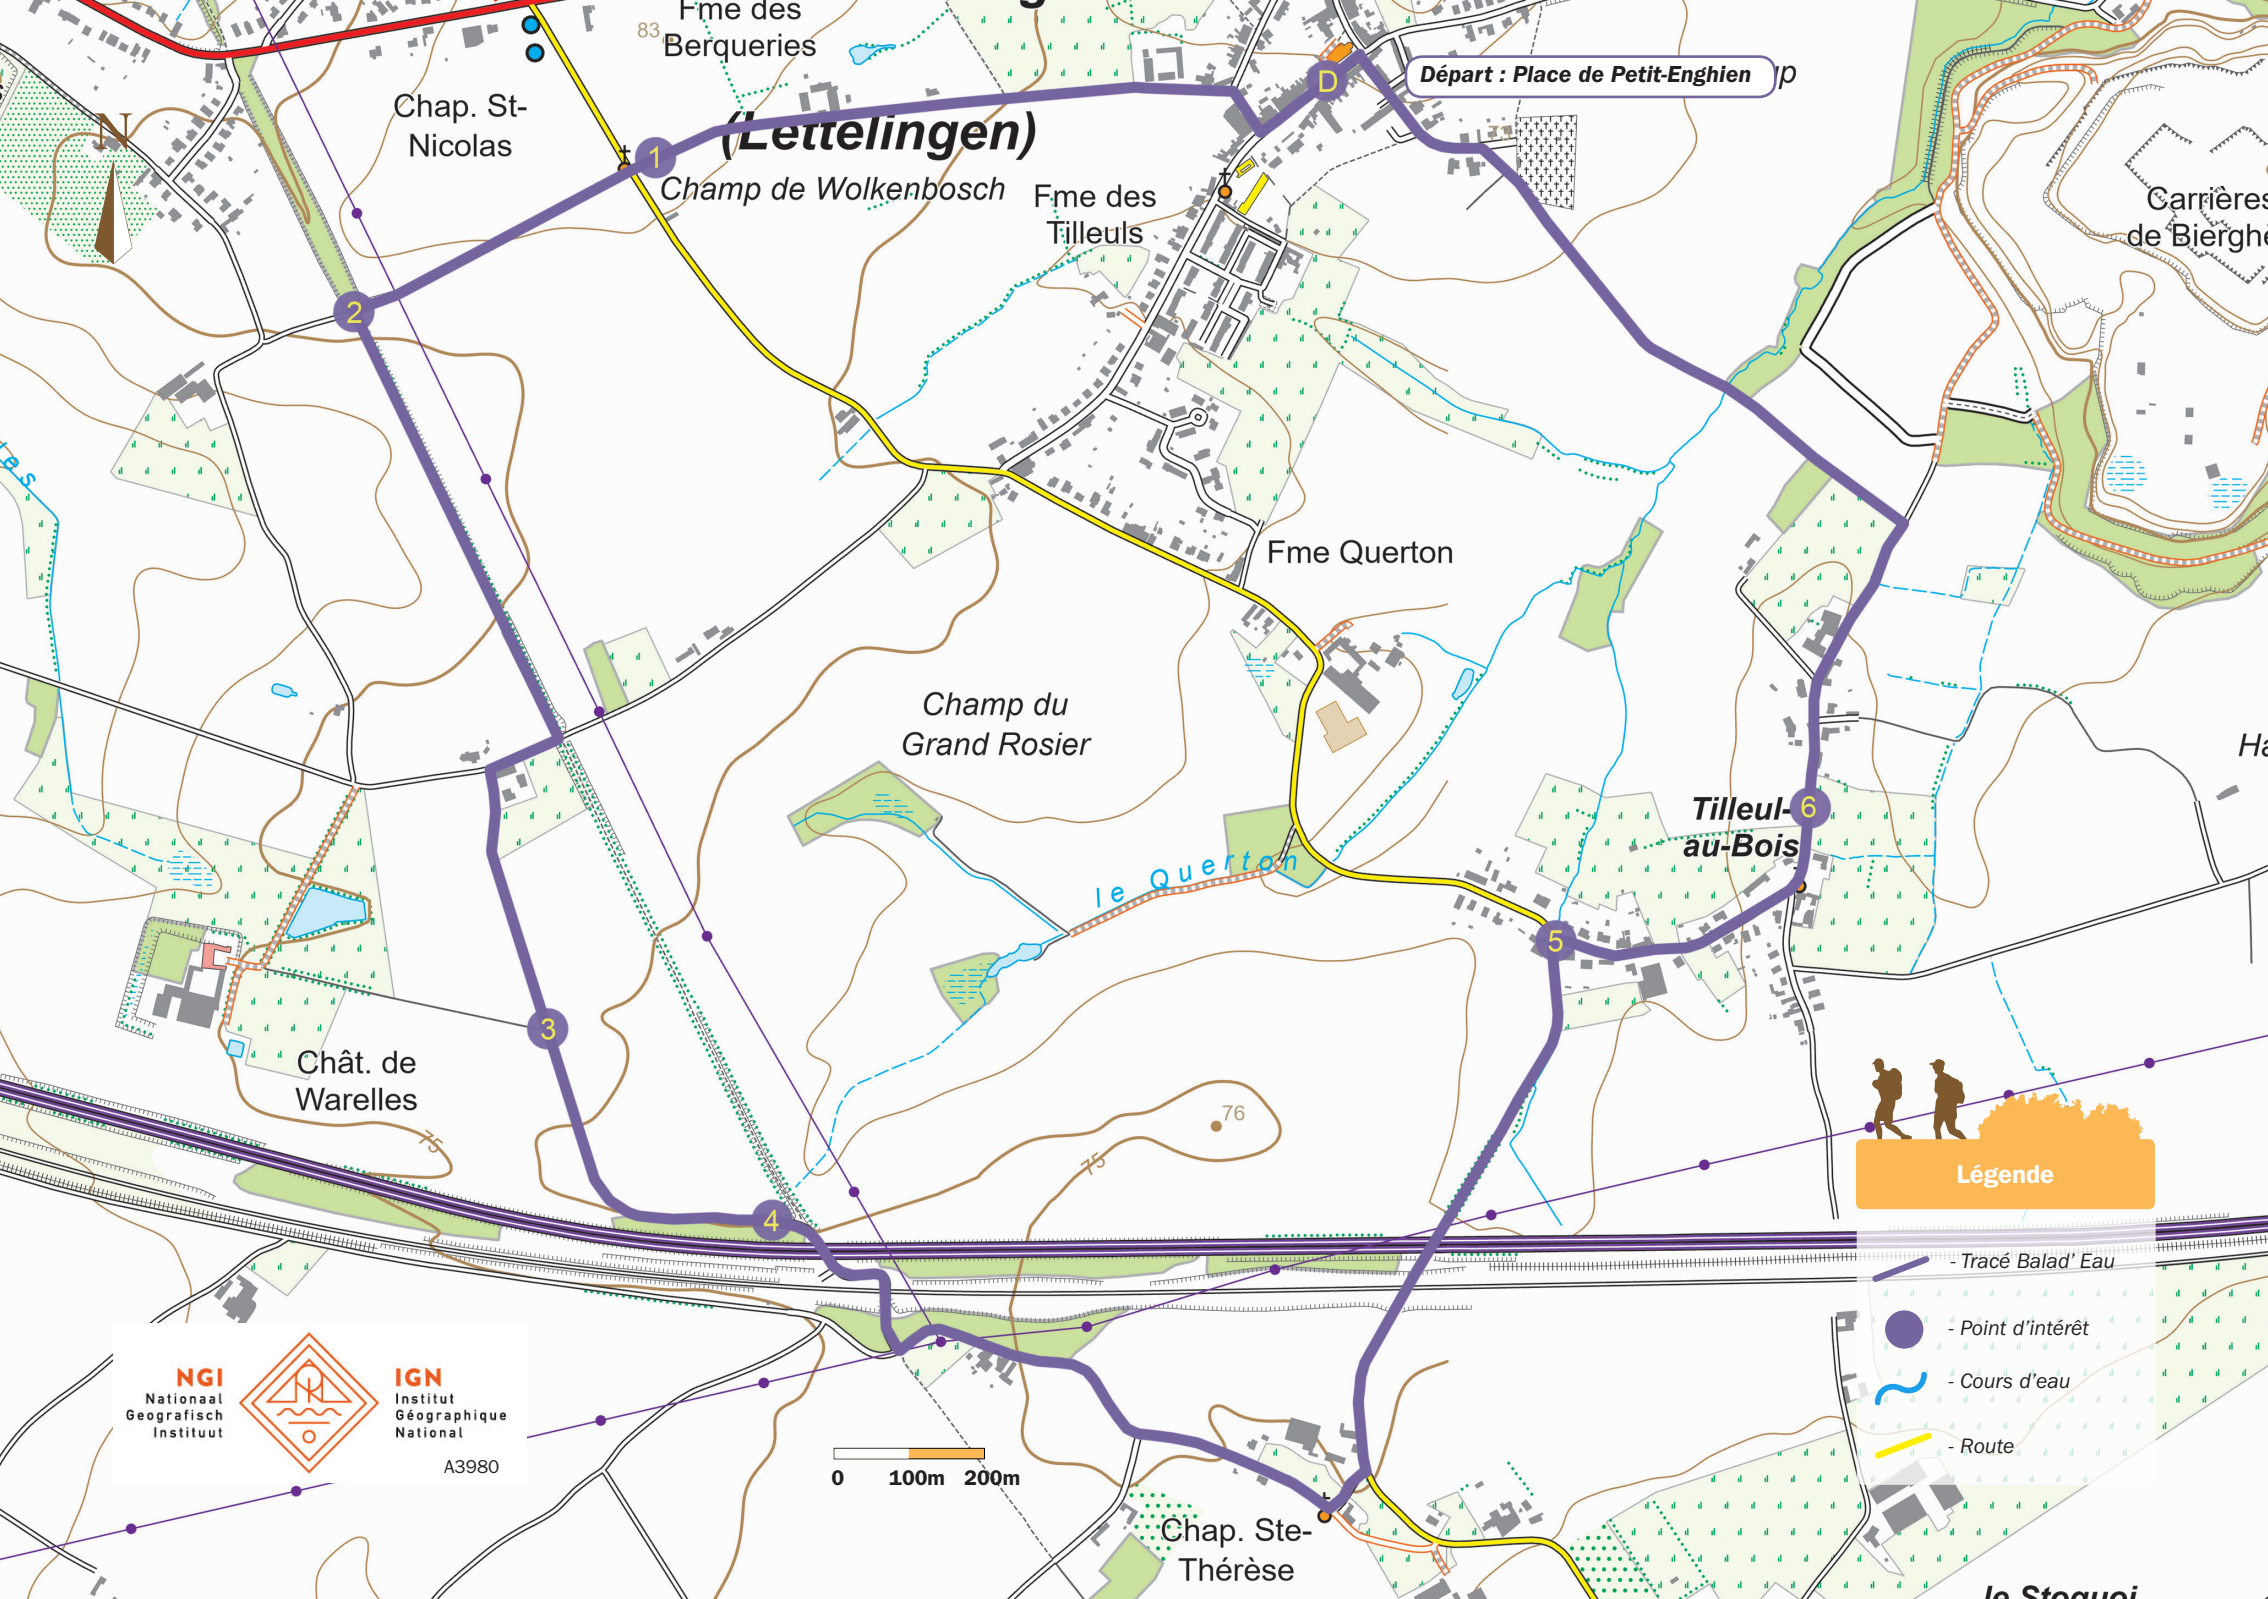 Fme des
Berqueries
83
Départ : Place de Petit-Enghien
D
Chap. St-
Nicolas
N
(Lettelingen)
1
Champ de Wolkenbosch
Fme des
Tilleuls
Carrières
2
Fme Querton
Champ du
Grand Rosier
le Querton
Tilleul-
au-Bois
6
5
3
Chât. de
Warelles
75
76
75
4
Légende
- Tracé Balad' Eau
- Point d'intérêt
- Cours d'eau
- Route
NGI
Nationaal
Geografisch
Instituut
IGN
Institut
Géographique
National
A3980
0 100m 200m
Chap. Ste-
Thérèse